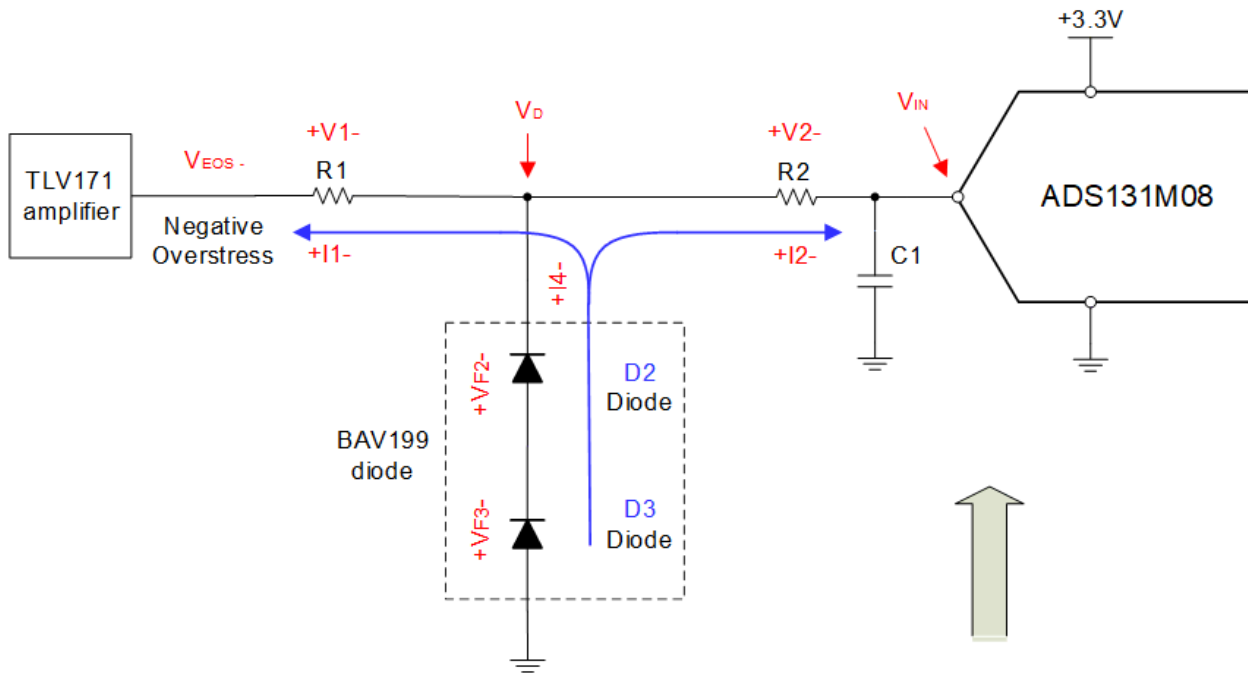 +3.3V
VD
VIN
+V1-
+V2-
TLV171
amplifier
VEOS -
R1
R2
ADS131M08
Negative
Overstress
+I1-
+I4-
+I2-
C1
+VF2-
D2
Diode
BAV199
diode
+VF3-
D3
Diode